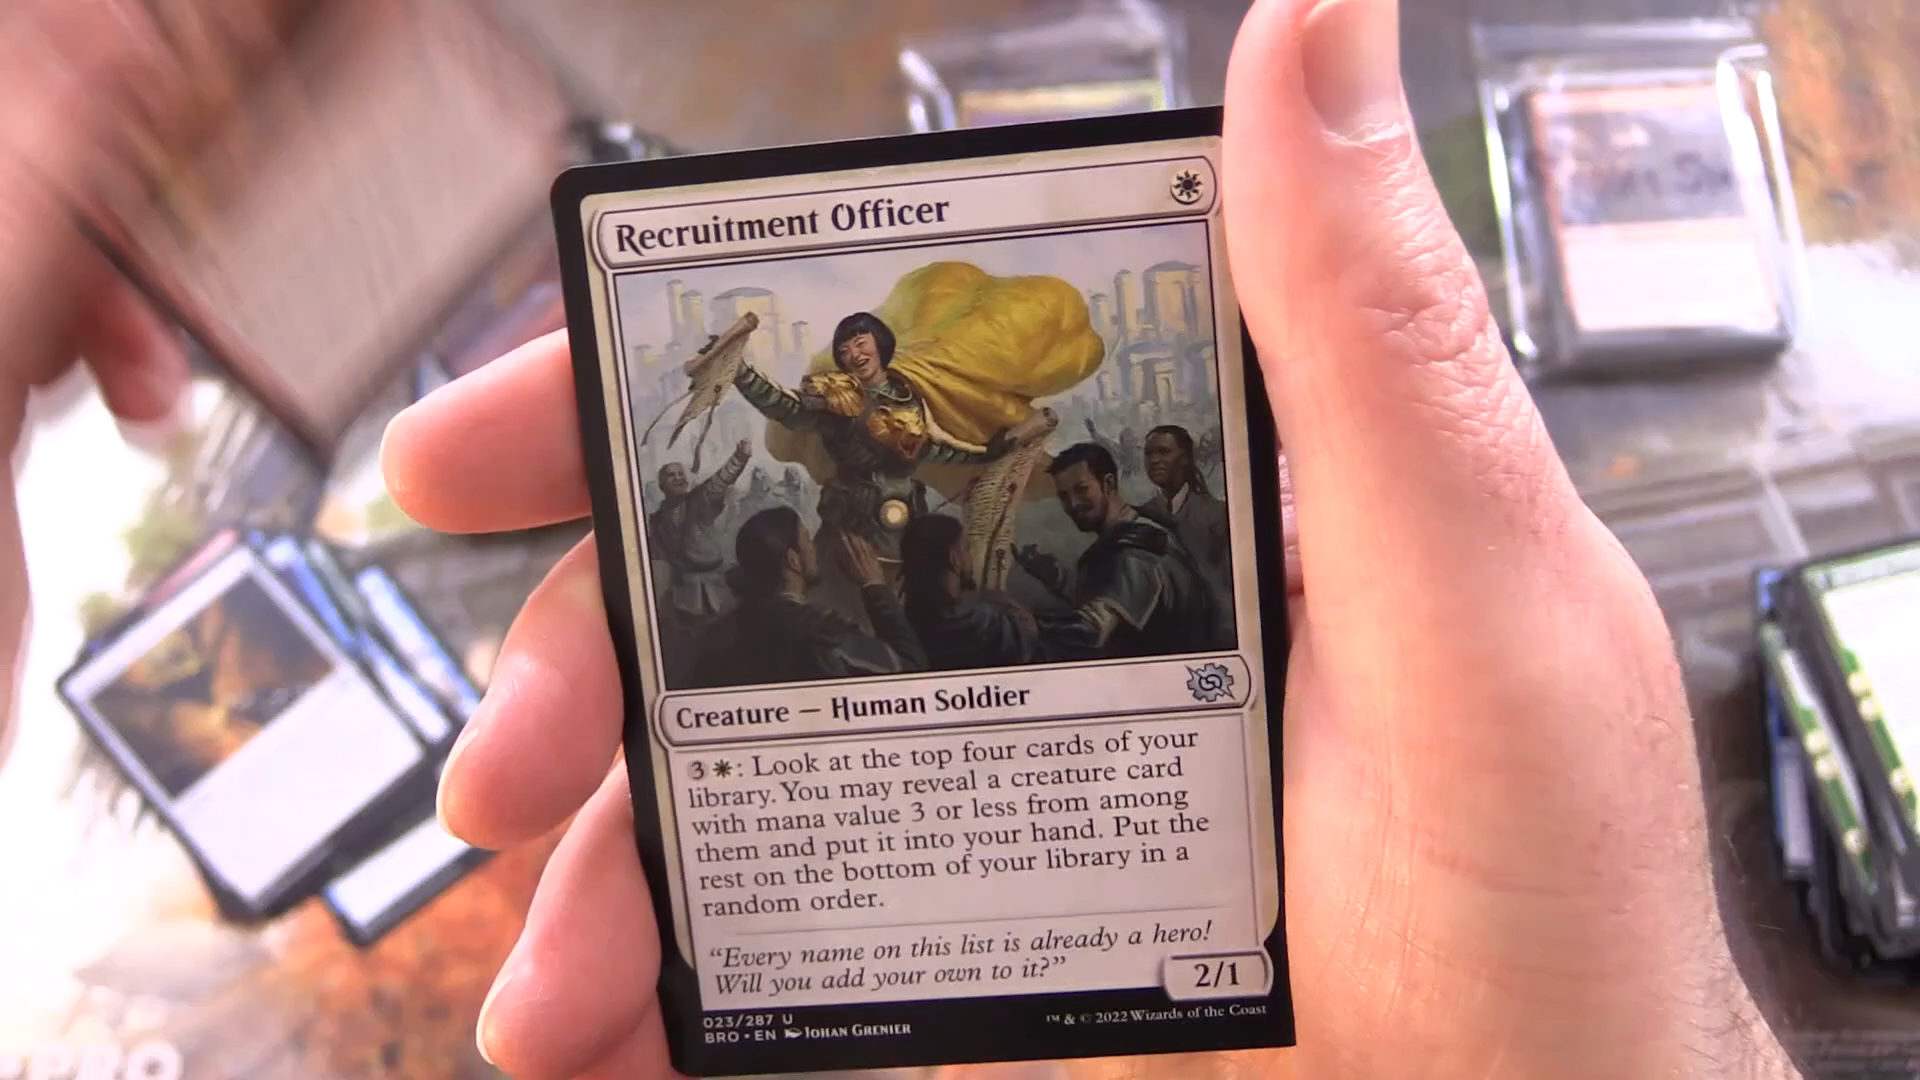 Recruitment Officer
Creature — Human Soldier
3: Look at the top four cards of your
library. You may reveal a creature card
with mana value 3 or less from among
them and put it into your hand. Put the
rest on the bottom of your library in a
random order.
“Every name on this list is already a hero!
Will you add your own to it?”
2/1
023/287 U
BRO • EN Johan Grenier
™ & © 2022 Wizards of the Coast
PRO